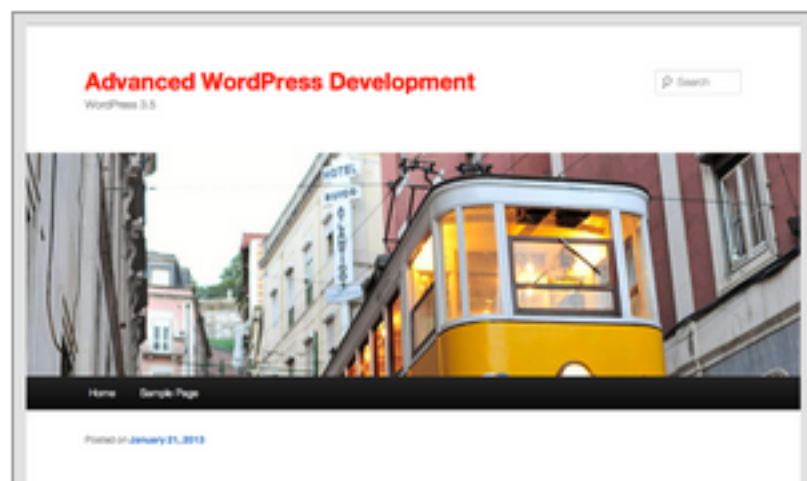 Advanced WordPress Development
Search
WordPress 3.5
HOTEL
Home Sample Page
Posted on January 21, 2013